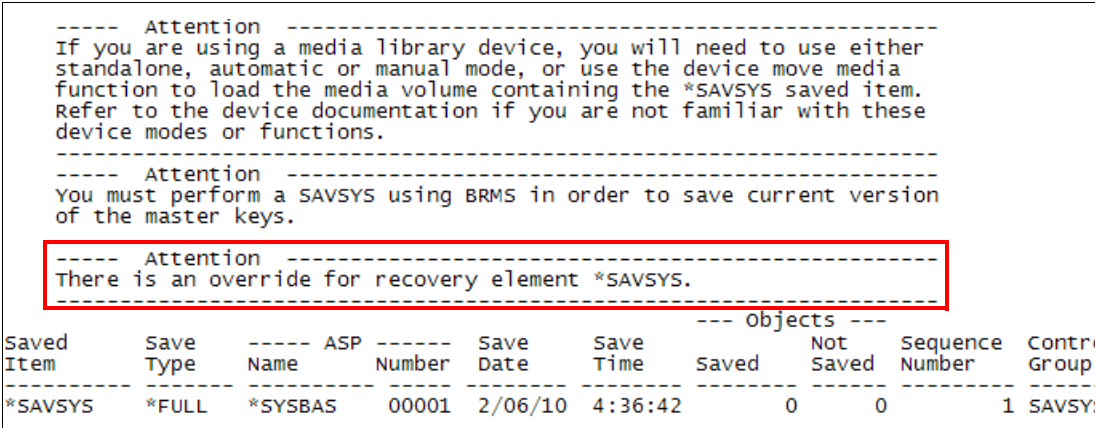 ----- Attention ---------------------------------------------------
If you are using a media library device, you will need to use either
standalone, automatic or manual mode, or use the device move media
function to load the media volume containing the *SAVSYS saved item.
Refer to the device documentation if you are not familiar with these
device modes or functions.
---------------------------------------------------------------------
----- Attention ---------------------------------------------------
You must perform a SAVSYS using BRMS in order to save current version
of the master keys.
----- Attention ---------------------------------------------------
There is an override for recovery element *SAVSYS.
---------------------------------------------------------------------
--- Objects ---
Saved Save ----- ASP ------ Save Save Not Sequence Contro
Item Type Name Number Date Time Saved Saved Number Group
---------- ------- ---------- ----- -------- -------- -------- ------ --------- -----
*SAVSYS *FULL *SYSBAS 00001 2/06/10 4:36:42 0 0 1 SAVSYS